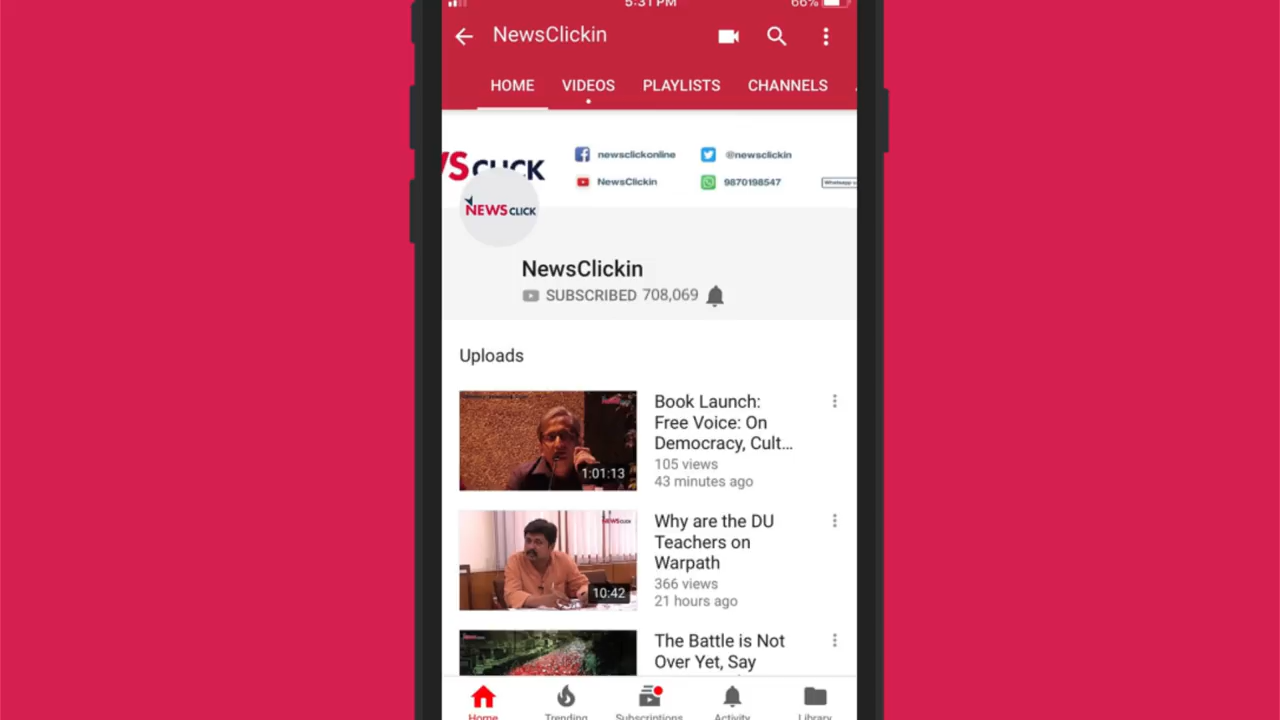 5:31 PM
66%
NewsClickin
HOME VIDEOS PLAYLISTS CHANNELS
CLICK
newsclickonline @newsclickin
NewsClickin 9870198547
NEWSCLICK
NewsClickin
SUBSCRIBED 708,069
Uploads
Book Launch:
Free Voice: On
Democracy, Cult...
105 views
43 minutes ago
1:01:13
Why are the DU
Teachers on
Warpath
366 views
21 hours ago
NEWSCLICK
10:42
The Battle is Not
Over Yet, Say
Home Trending Subscriptions Activity Library